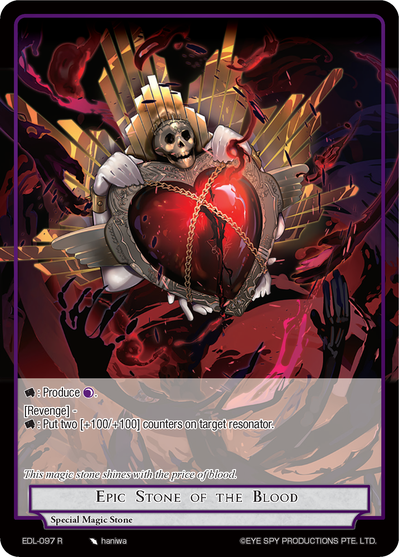 : Produce .
[Revenge] -
: Put two [+100/+100] counters on target resonator.
This magic stone shines with the price of blood.
Epic Stone of the Blood
Special Magic Stone
EDL-097 R haniwa ©EYE SPY PRODUCTIONS PTE. LTD.